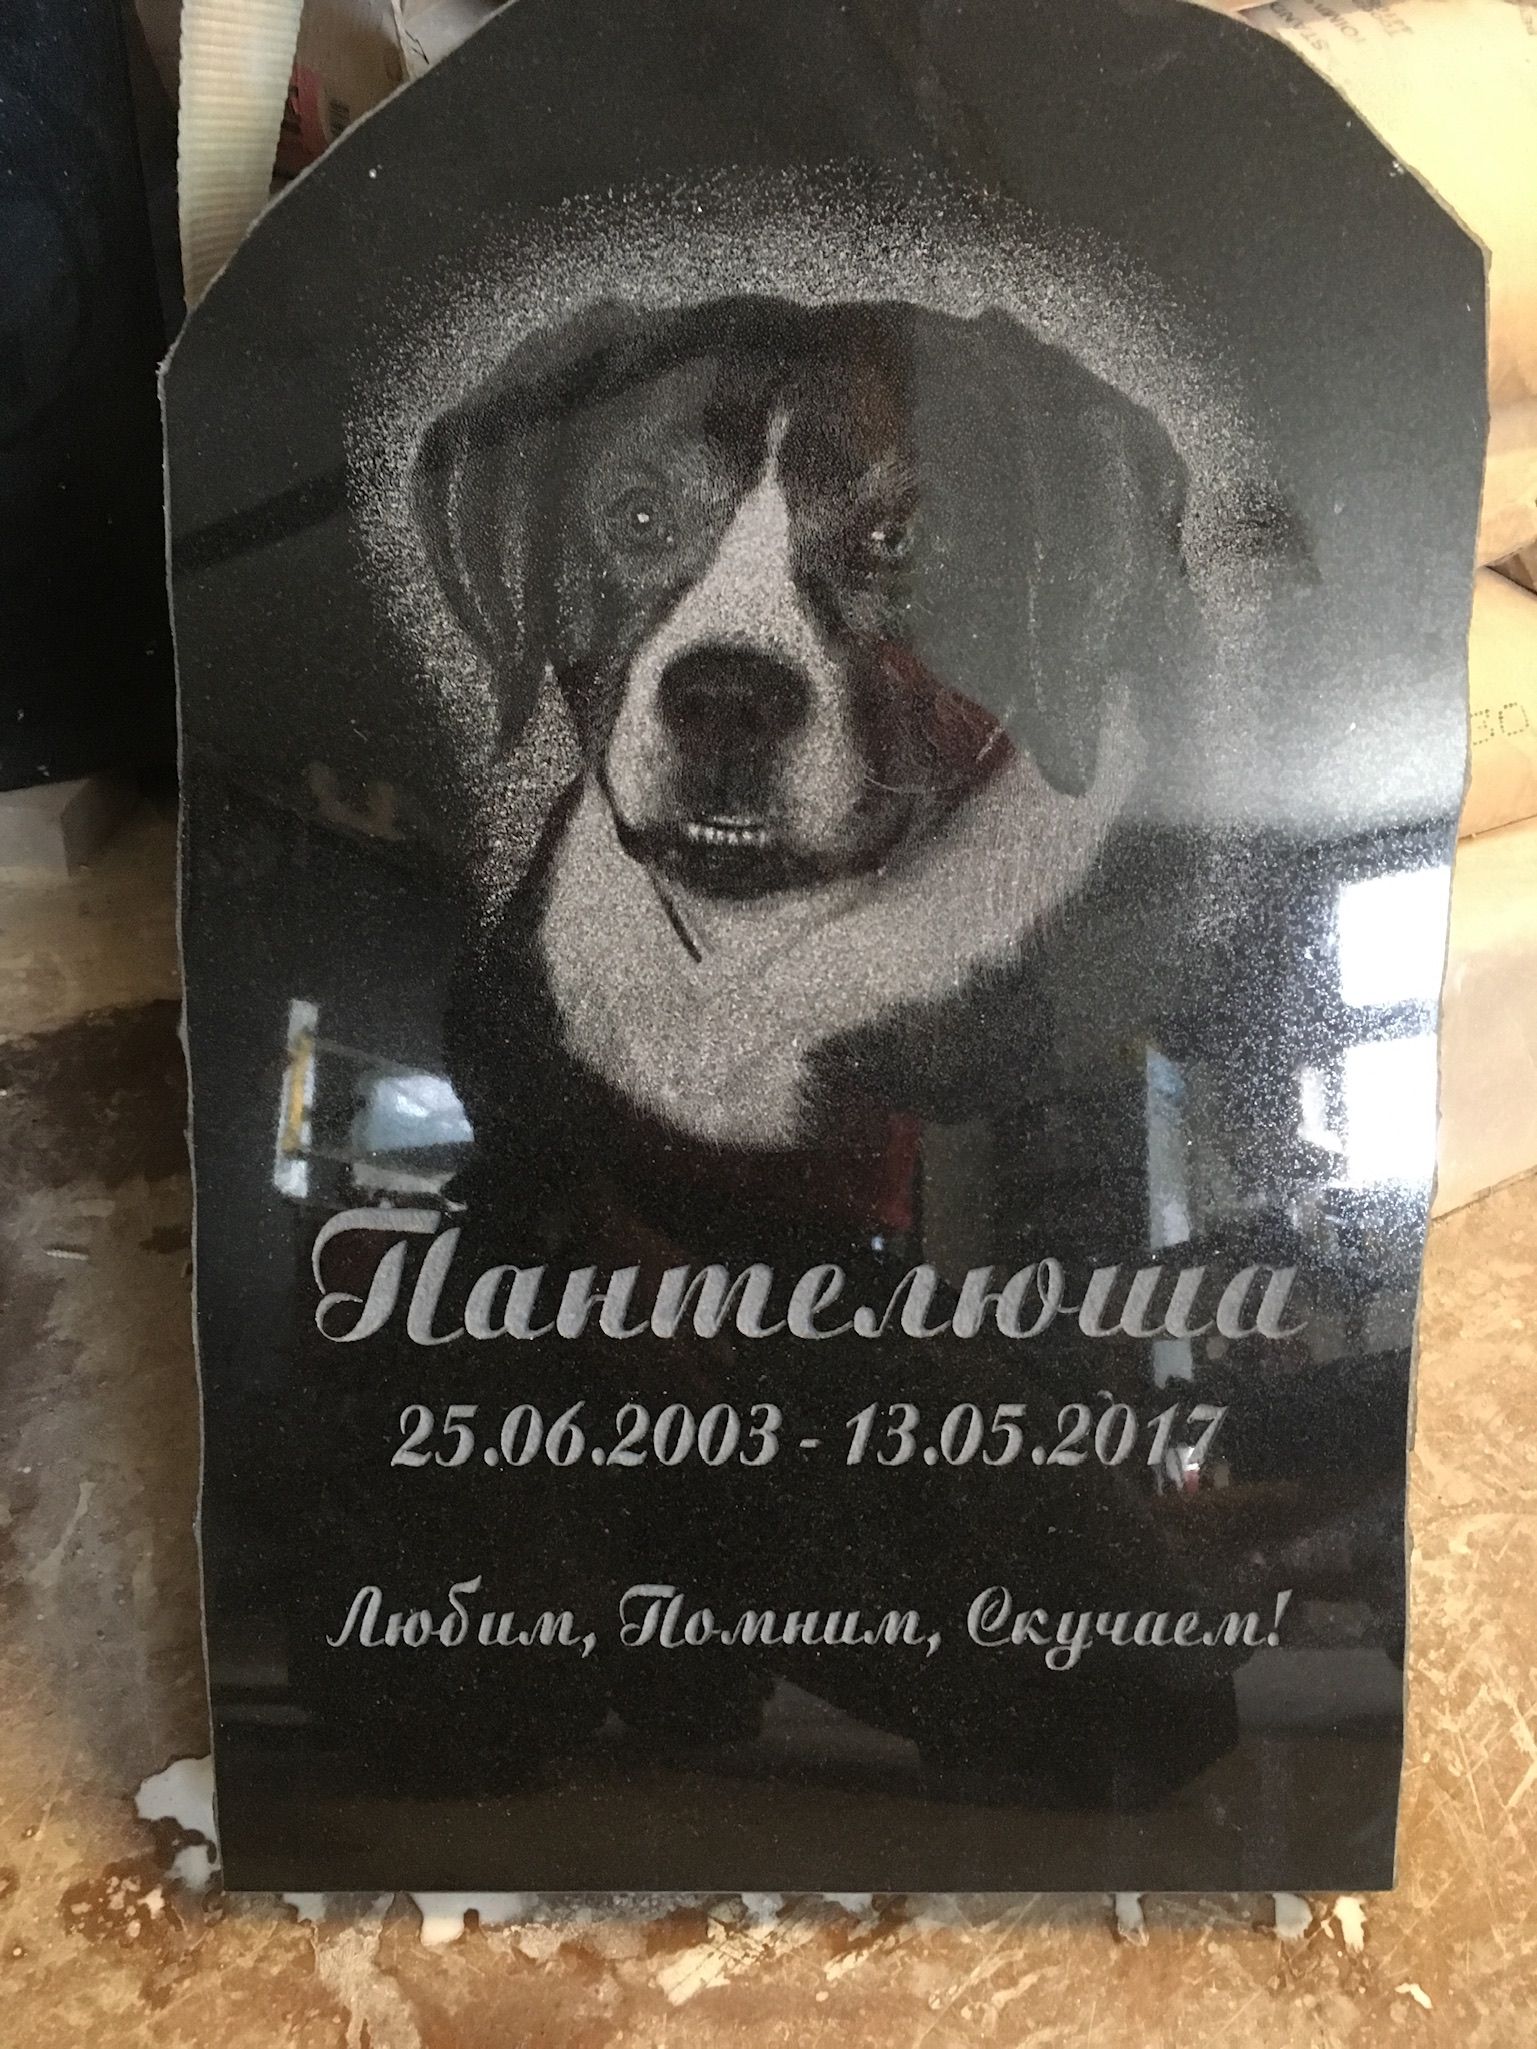 Пантелюша
25.06.2003 - 13.05.2017
Любим, Помним, Скучаем!